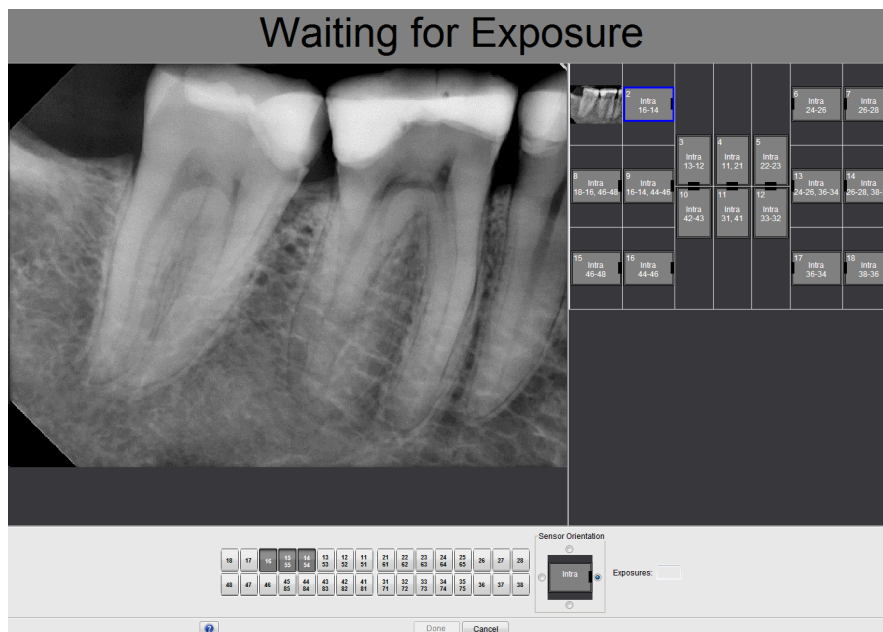 Waiting for Exposure
2
Intra
16-14
6
Intra
24-26
7
Intra
26-28
3
Intra
13-12
4
Intra
11, 21
5
Intra
22-23
8
Intra
18-16, 46-48
9
Intra
16-14, 44-46
13
Intra
24-26, 36-34
14
Intra
26-28, 38-
10
Intra
42-43
11
Intra
31, 41
12
Intra
33-32
15
Intra
46-48
16
Intra
44-46
17
Intra
36-34
18
Intra
38-36
Sensor Orientation
18 17 16 15 14 13 12 11 21 22 23 24 25 26 27 28
55 54 53 52 51 61 62 63 64 65
Intra
Exposures:
48 47 46 45 44 43 42 41 31 32 33 34 35 36 37 38
85 84 83 82 81 71 72 73 74 75
?
Done Cancel